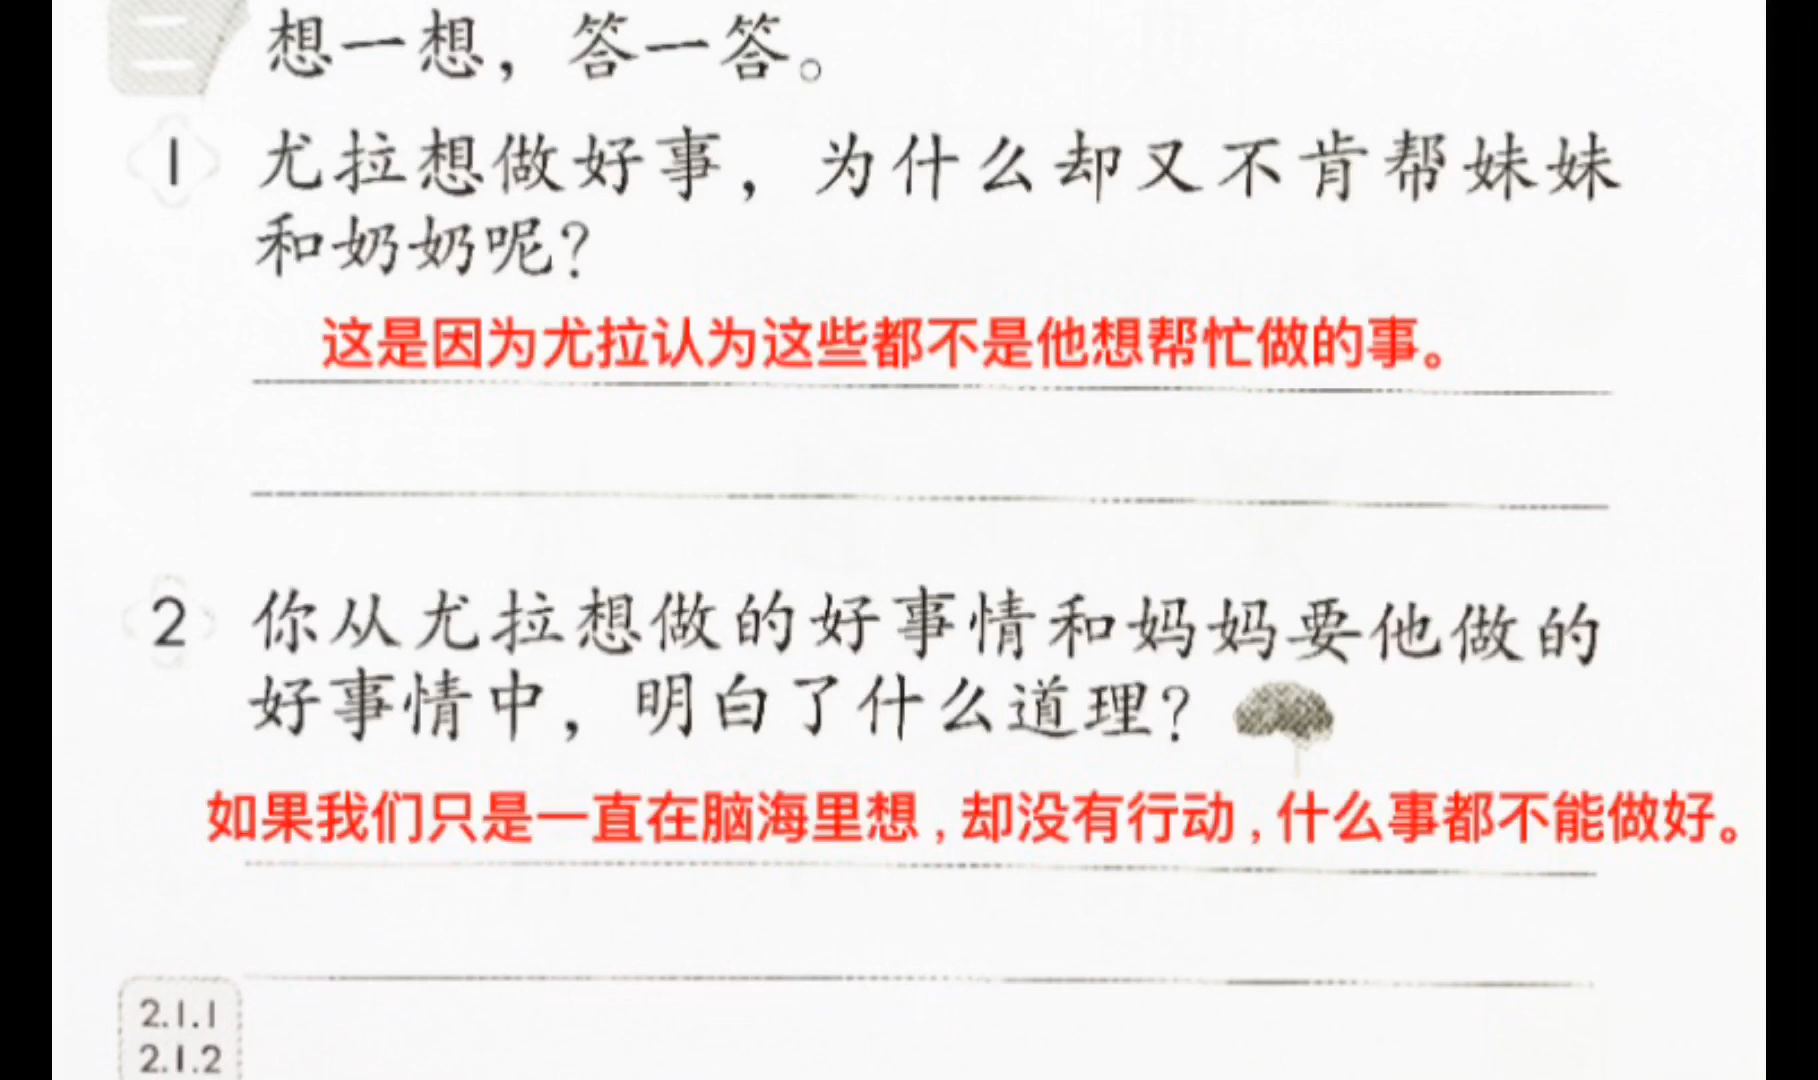 二 想一想，答一答。
1 尤拉想做好事，为什么却又不肯帮妹妹
和奶奶呢？
这是因为尤拉认为这些都不是他想帮忙做的事。
2 你从尤拉想做的好事情和妈妈要他做的
好事情中，明白了什么道理？
如果我们只是一直在脑海里想，却没有行动，什么事都不能做好。
2.1.1
2.1.2